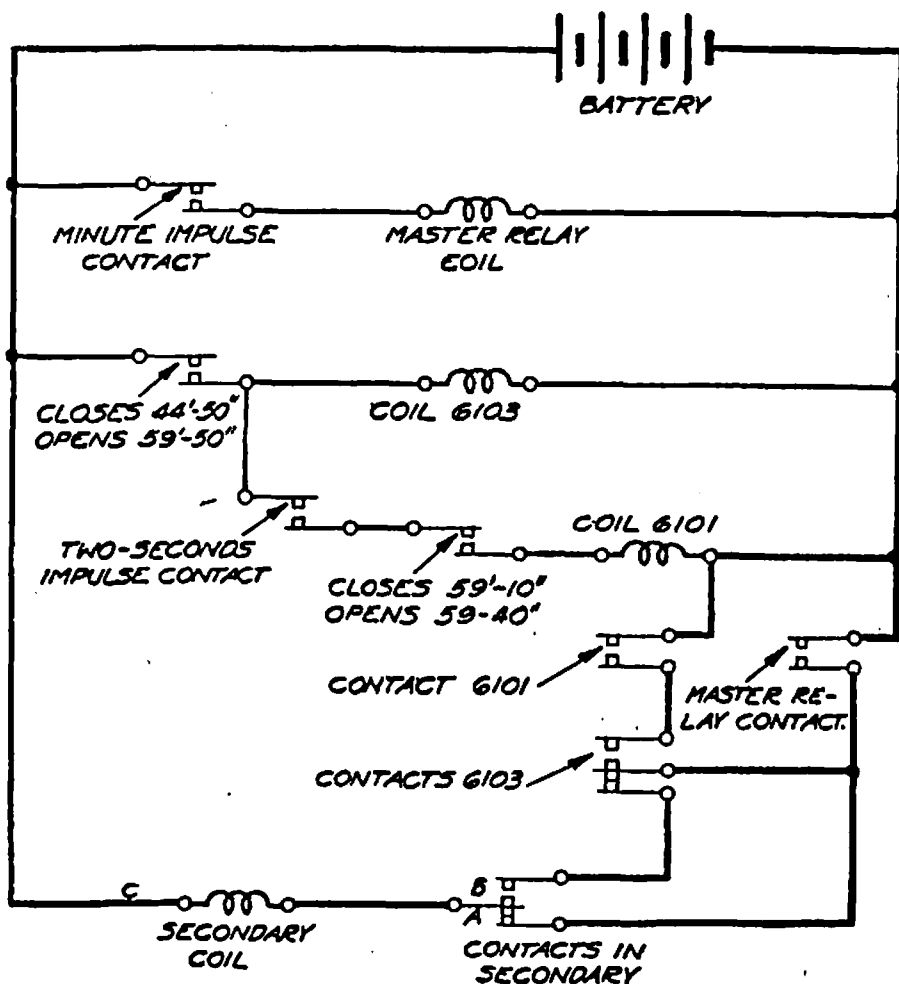 BATTERY
MINUTE IMPULSE
CONTACT
MASTER RELAY
COIL
CLOSES 44'-50"
OPENS 59'-50"
COIL 6103
TWO-SECONDS
IMPULSE CONTACT
COIL 6101
CLOSES 59'-10"
OPENS 59-40"
CONTACT 6101
MASTER RE-
LAY CONTACT.
CONTACTS 6103
C
B
A
SECONDARY
COIL
CONTACTS IN
SECONDARY